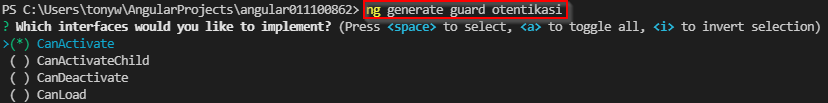 PS C:\Users\tonyw\AngularProjects\angular011100862> ng generate guard otentikasi
? Which interfaces would you like to implement? (Press <space> to select, <a> to toggle all, <i> to invert selection)
>(*) CanActivate
( ) CanActivateChild
( ) CanDeactivate
( ) CanLoad